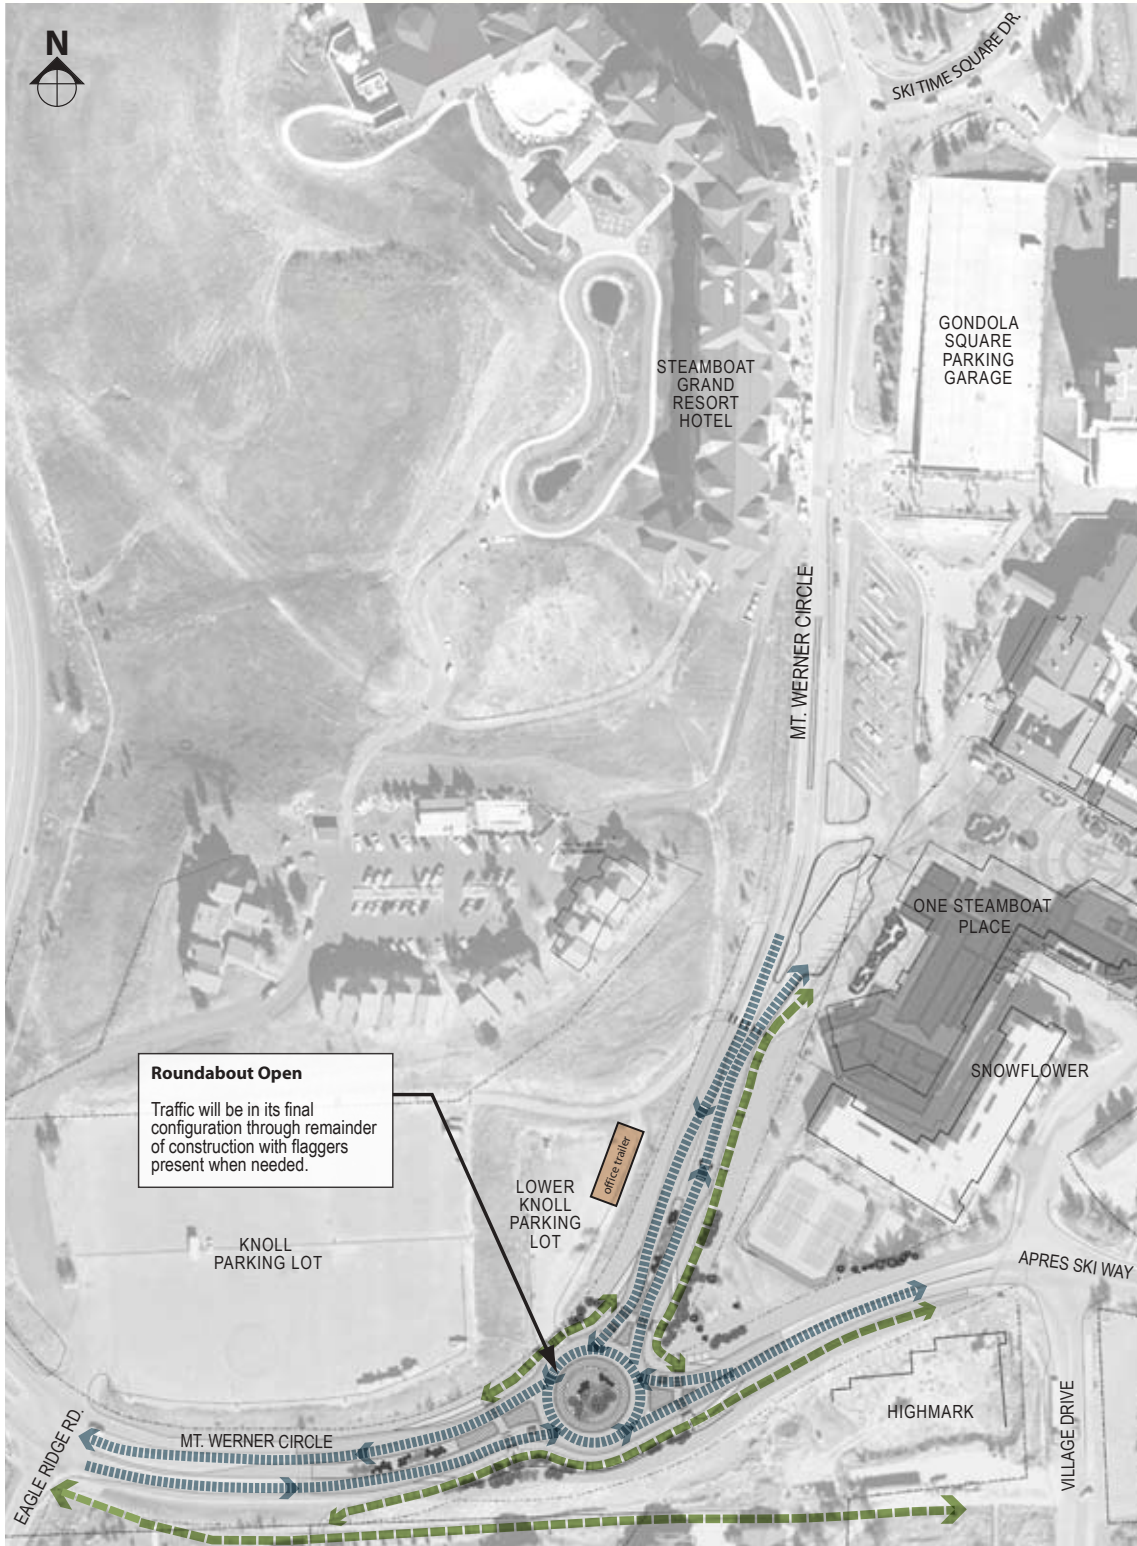 N
SKI TIME SQUARE DR.
GONDOLA
SQUARE
PARKING
GARAGE
STEAMBOAT
GRAND
RESORT
HOTEL
MT. WERNER CIRCLE
ONE STEAMBOAT
PLACE
SNOWFLOWER
Roundabout Open
Traffic will be in its final
configuration through remainder
of construction with flaggers
present when needed.
office trailer
LOWER
KNOLL
PARKING
LOT
KNOLL
PARKING LOT
APRES SKI WAY
HIGHMARK
VILLAGE DRIVE
MT. WERNER CIRCLE
EAGLE RIDGE RD.